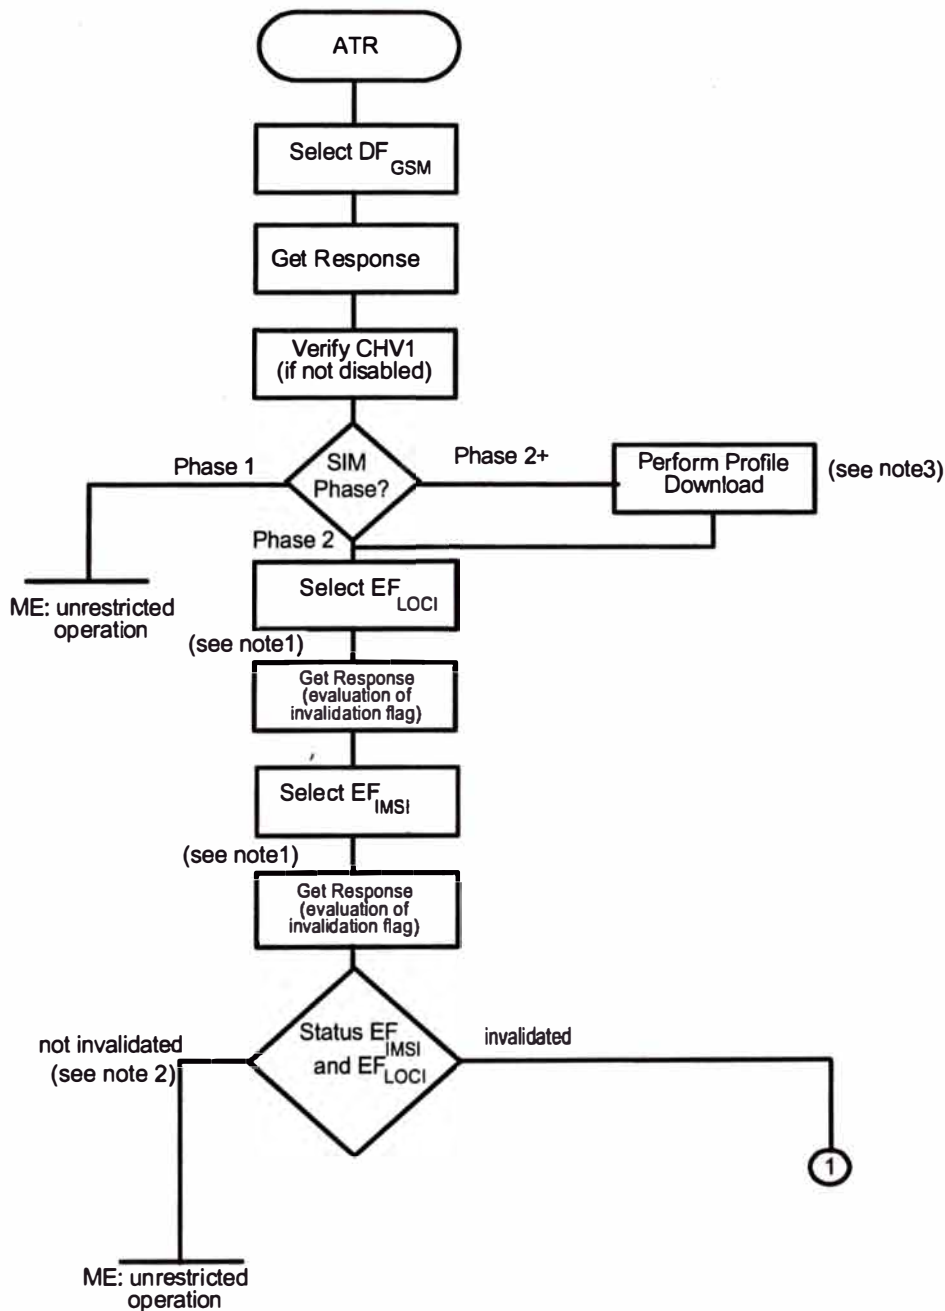 ATR
Select DF GSM
Get Response
Verify CHV1
(if not disabled)
Phase 1
SIM
Phase?
Phase 2+
Perform Profile
Download
(see note3)
Phase 2
Select EF LOCI
ME: unrestricted
operation
(see note1)
Get Response
(evaluation of
invalidation flag)
Select EF IMSI
(see note1)
Get Response
(evaluation of
invalidation flag)
not invalidated
(see note 2)
Status EF IMSI
and EF LOCI
invalidated
1
ME: unrestricted
operation